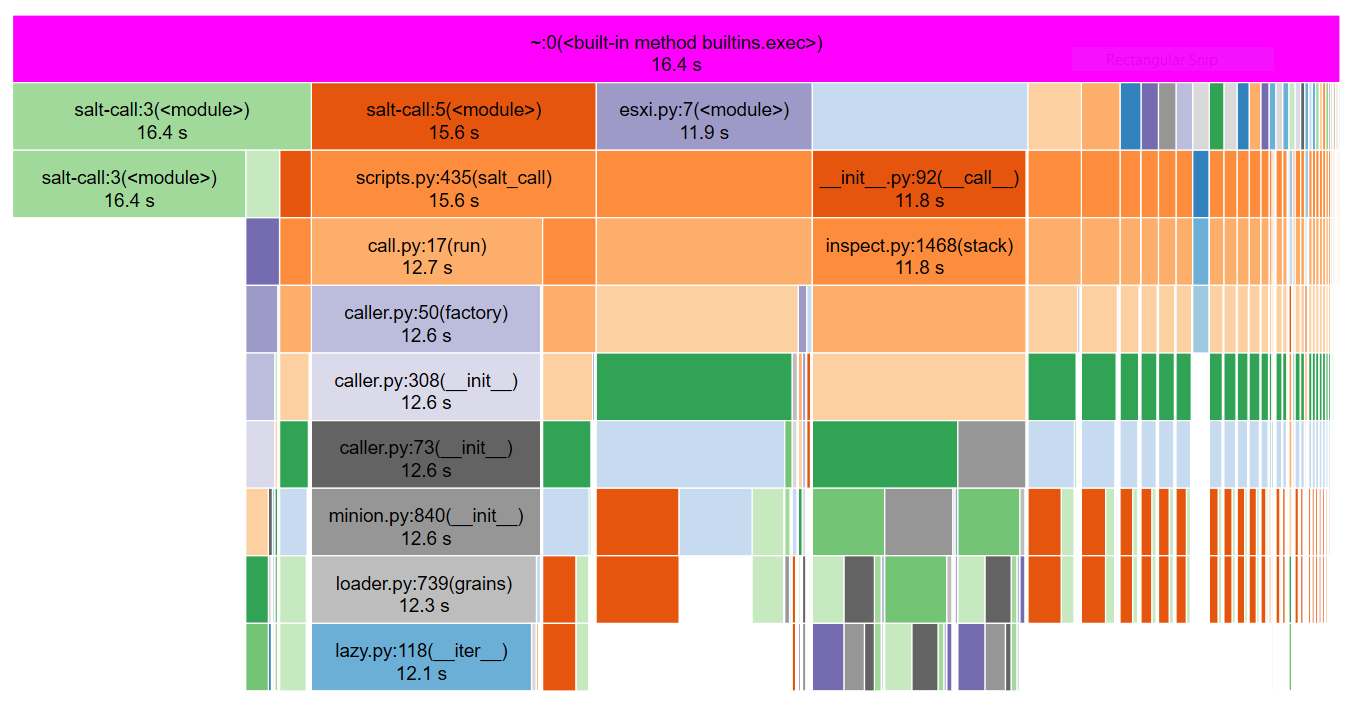 ~:0(<built-in method builtins.exec>)
16.4 s
Rectangular Snip
salt-call:3(<module>)
16.4 s
salt-call:5(<module>)
15.6 s
esxi.py:7(<module>)
11.9 s
salt-call:3(<module>)
16.4 s
scripts.py:435(salt_call)
15.6 s
__init__.py:92(__call__)
11.8 s
call.py:17(run)
12.7 s
inspect.py:1468(stack)
11.8 s
caller.py:50(factory)
12.6 s
caller.py:308(__init__)
12.6 s
caller.py:73(__init__)
12.6 s
minion.py:840(__init__)
12.6 s
loader.py:739(grains)
12.3 s
lazy.py:118(__iter__)
12.1 s